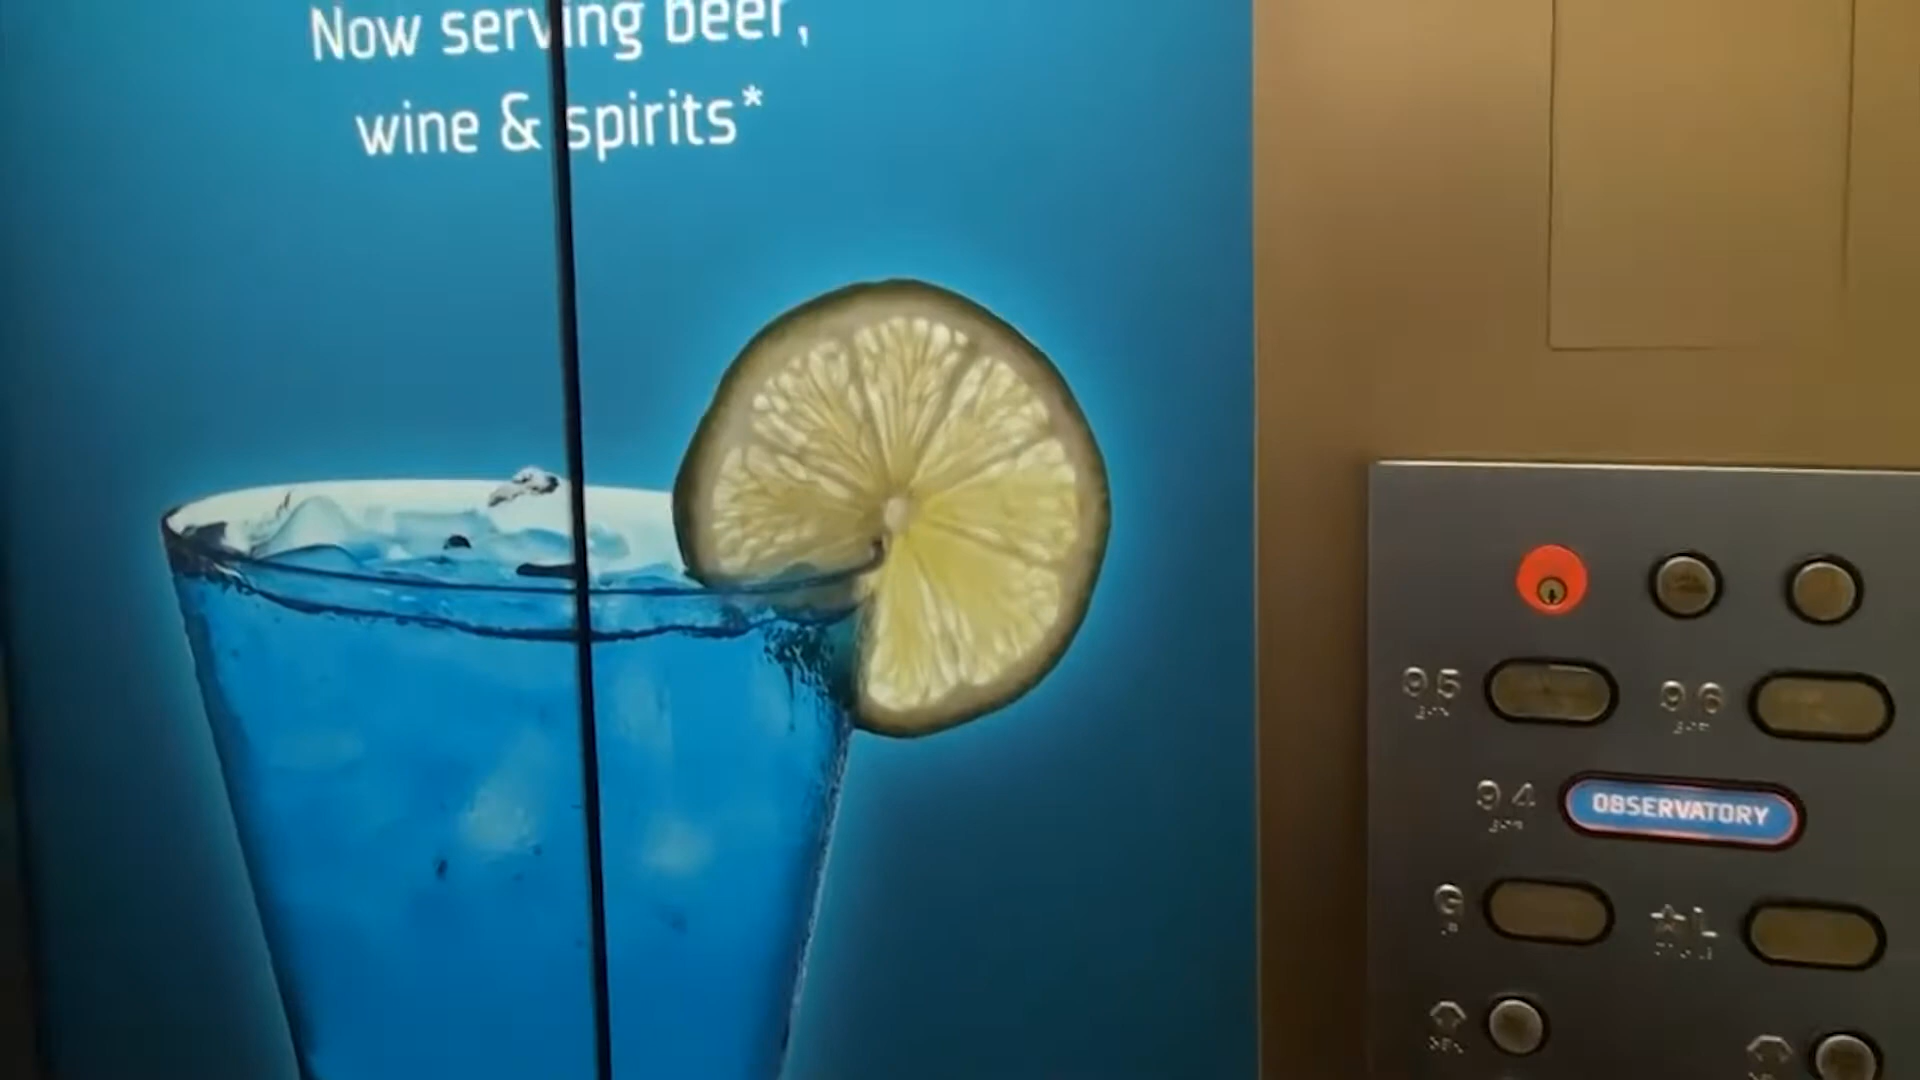 Now serving beer,
wine & spirits*
95
96
94
OBSERVATORY
G
☆L